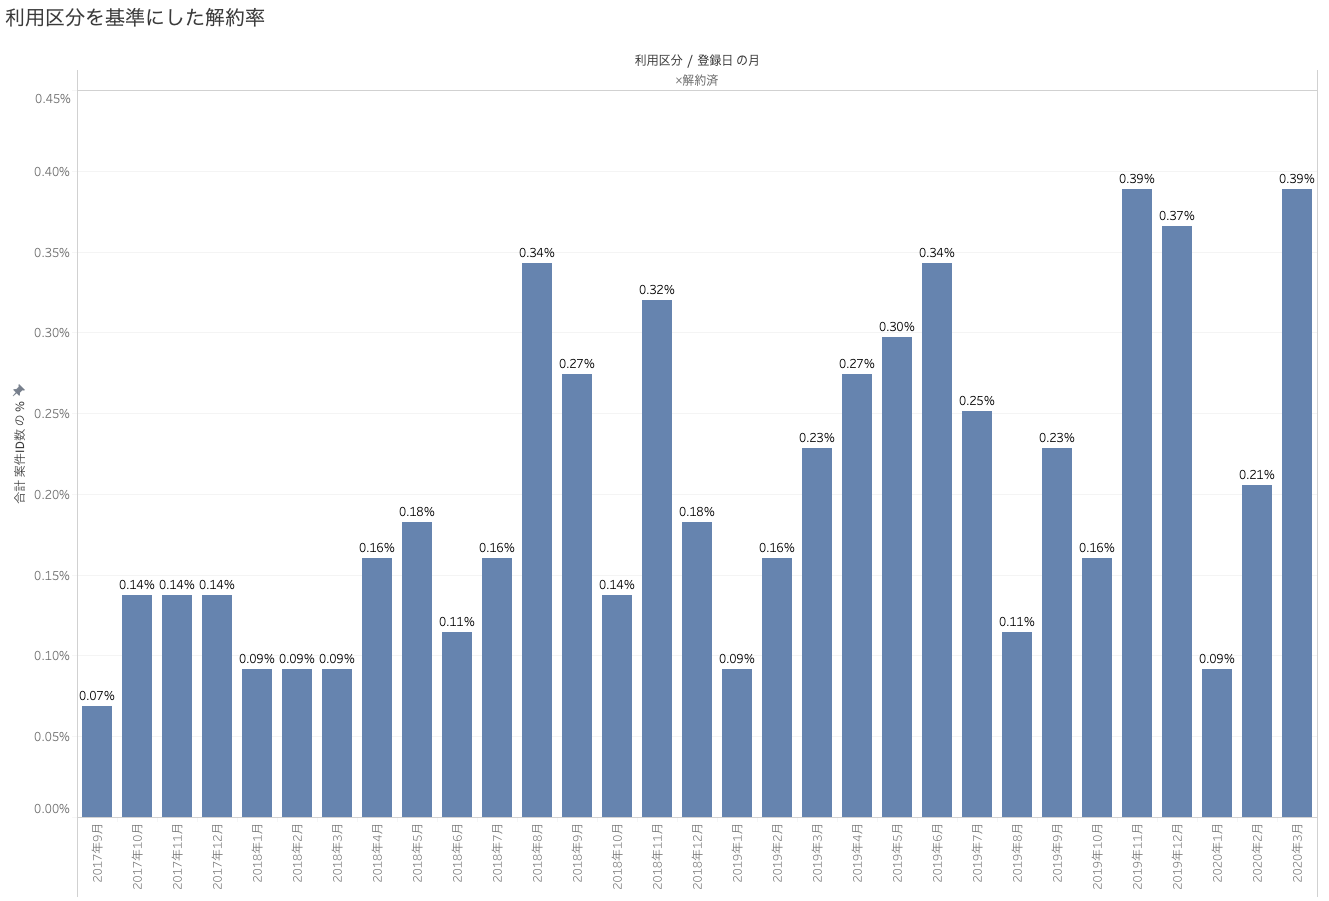 利用区分を基準にした解約率
利用区分 / 登録日 の月
×解約済
合計 案件ID数 の %
0.45%
0.40%
0.35%
0.30%
0.25%
0.20%
0.15%
0.10%
0.05%
0.00%
0.07%
0.14%
0.14%
0.14%
0.09%
0.09%
0.09%
0.16%
0.18%
0.11%
0.16%
0.34%
0.27%
0.14%
0.32%
0.18%
0.09%
0.16%
0.23%
0.27%
0.30%
0.34%
0.25%
0.11%
0.23%
0.16%
0.39%
0.37%
0.09%
0.21%
0.39%
2017年9月
2017年10月
2017年11月
2017年12月
2018年1月
2018年2月
2018年3月
2018年4月
2018年5月
2018年6月
2018年7月
2018年8月
2018年9月
2018年10月
2018年11月
2018年12月
2019年1月
2019年2月
2019年3月
2019年4月
2019年5月
2019年6月
2019年7月
2019年8月
2019年9月
2019年10月
2019年11月
2019年12月
2020年1月
2020年2月
2020年3月